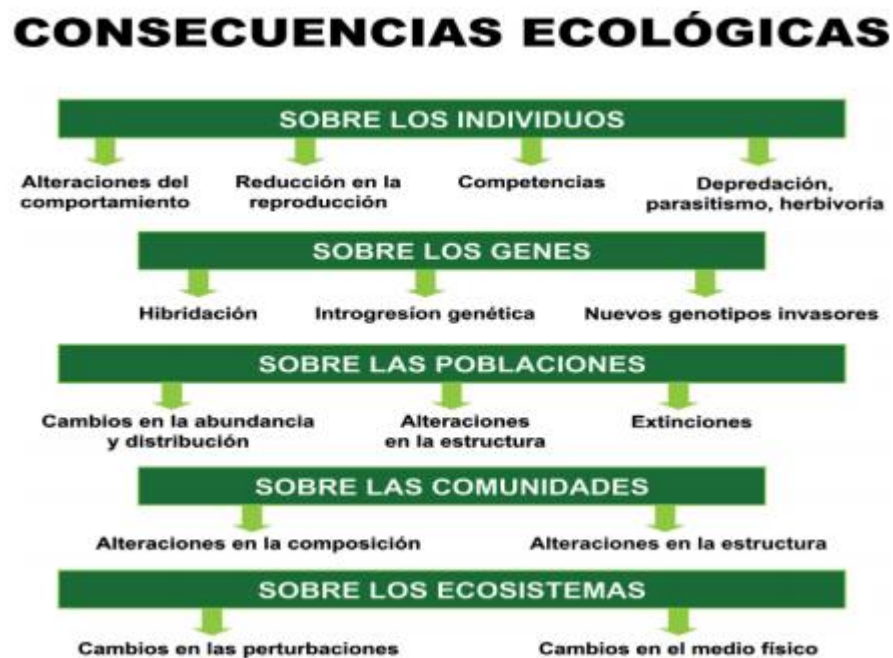 CONSECUENCIAS ECOLÓGICAS
SOBRE LOS INDIVIDUOS
Alteraciones del
comportamiento
Reducción en la
reproducción
Competencias
Depredación,
parasitismo, herbivoría
SOBRE LOS GENES
Hibridación
Introgresion genética
Nuevos genotipos invasores
SOBRE LAS POBLACIONES
Cambios en la abundancia
y distribución
Alteraciones
en la estructura
Extinciones
SOBRE LAS COMUNIDADES
Alteraciones en la composición
Alteraciones en la estructura
SOBRE LOS ECOSISTEMAS
Cambios en las perturbaciones
Cambios en el medio físico